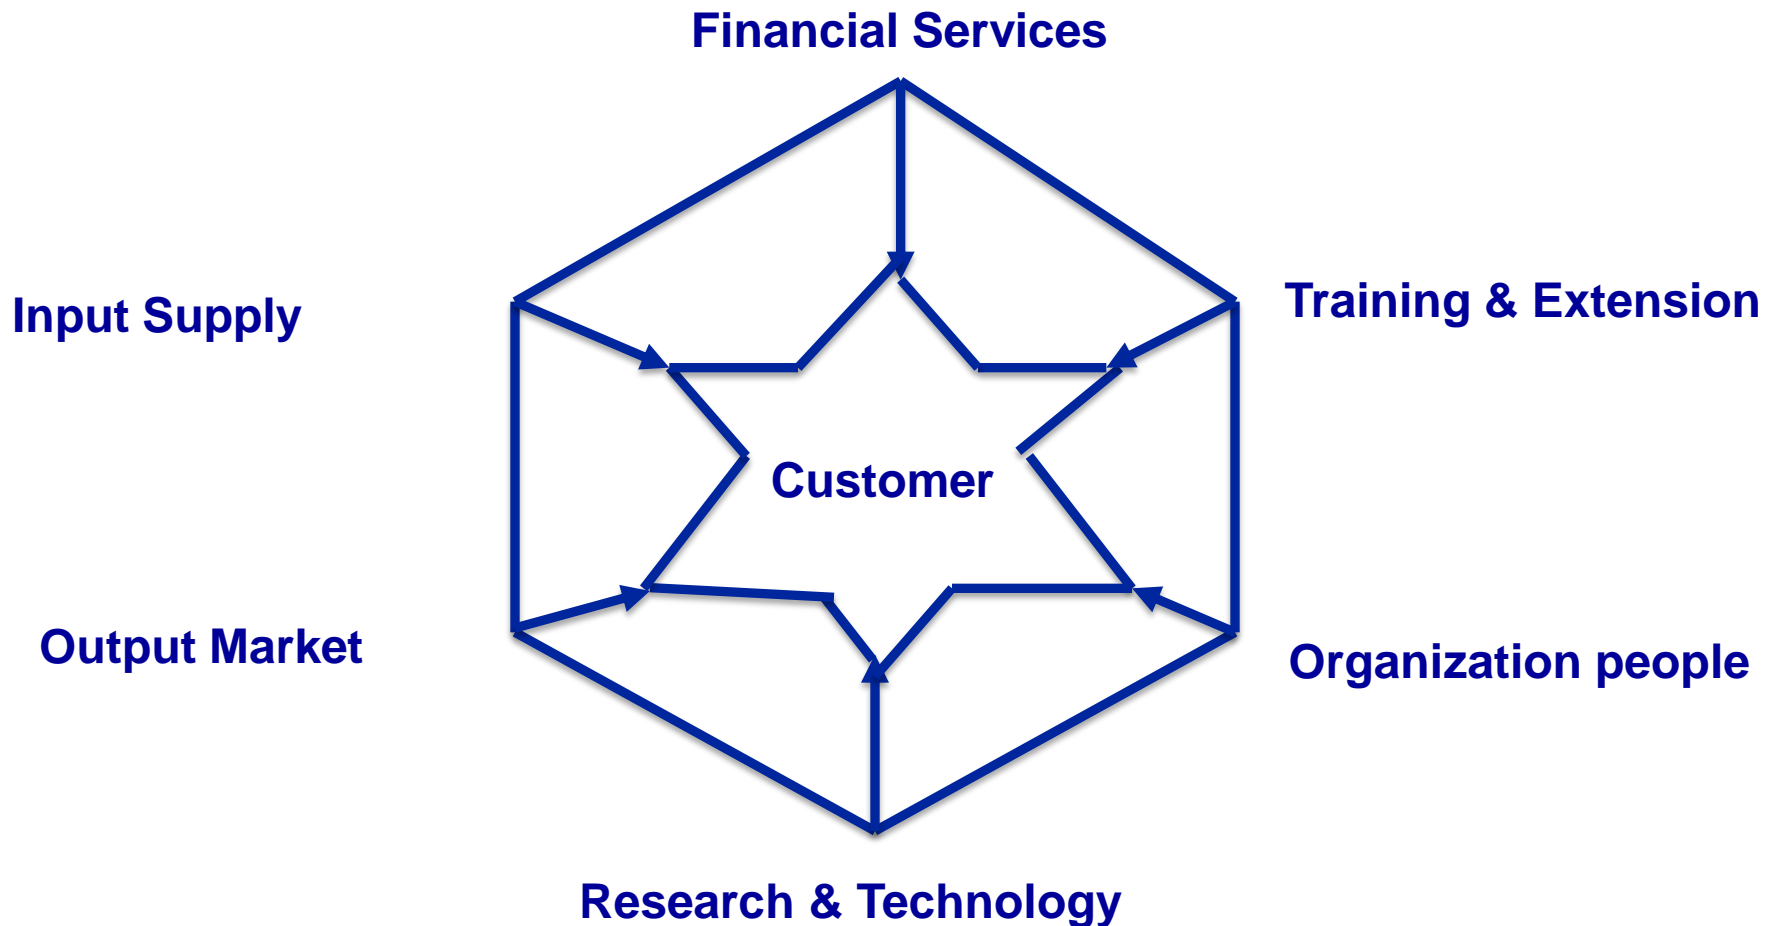 Financial Services
Input Supply
Training & Extension
Customer
Output Market
Organization people
Research & Technology